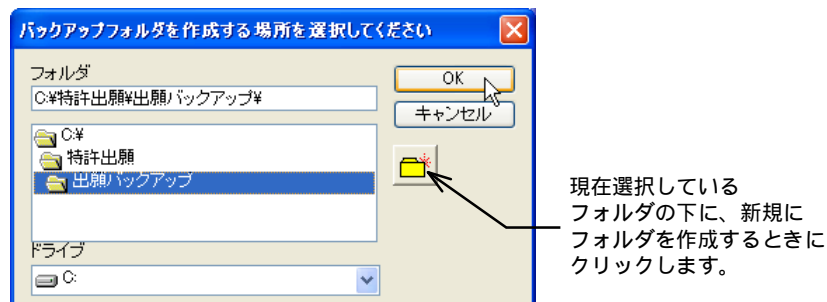 バックアップフォルダを作成する場所を選択してください
フォルダ
C:¥特許出願¥出願バックアップ¥
OK
キャンセル
C:¥
特許出願
出願バックアップ
現在選択している
フォルダの下に、新規に
フォルダを作成するときに
クリックします。
ドライブ
C: